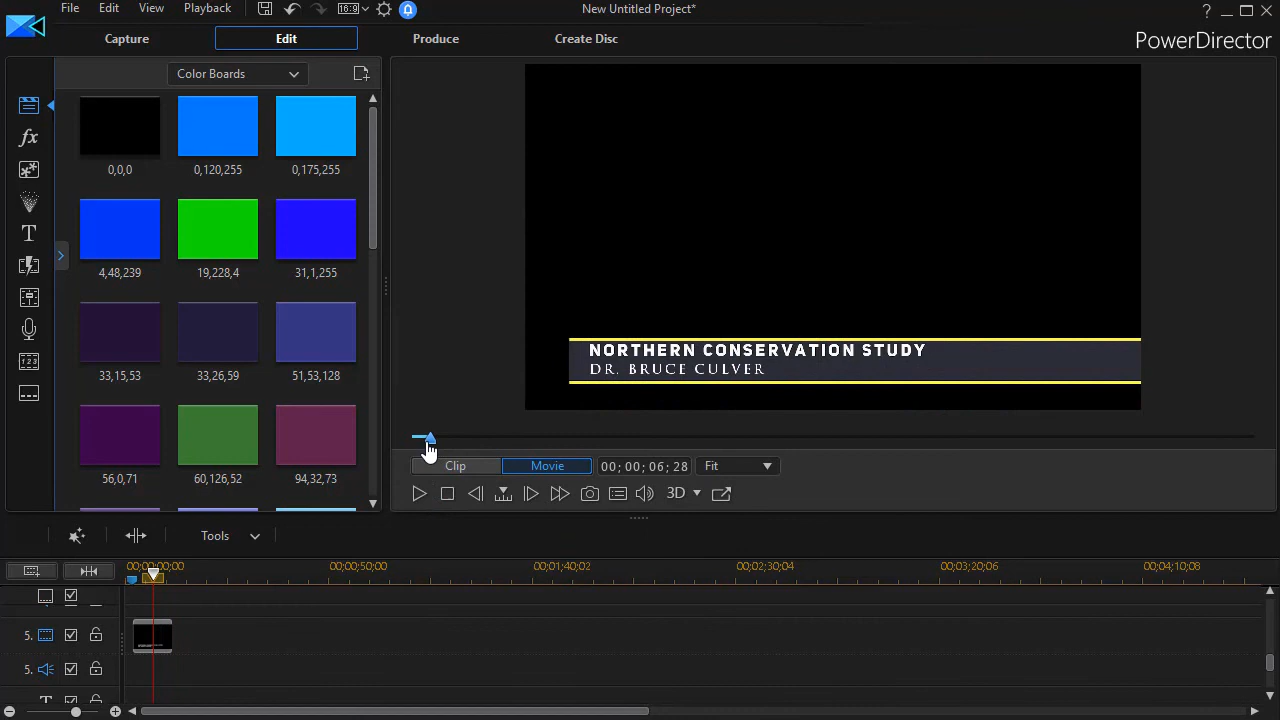 File Edit View Playback 16:9 New Untitled Project* ?
Capture Edit Produce Create Disc PowerDirector
Color Boards
0,0,0 0,120,255 0,175,255
4,48,239 19,228,4 31,1,255
33,15,53 33,26,59 51,53,128
56,0,71 60,126,52 94,32,73
NORTHERN CONSERVATION STUDY
DR. BRUCE CULVER
Clip Movie 00; 00; 06; 28 Fit
3D
Tools
00;00;00;00 00;00;50;00 00;01;40;02 00;02;30;04 00;03;20;06 00;04;10;08
5.
5.